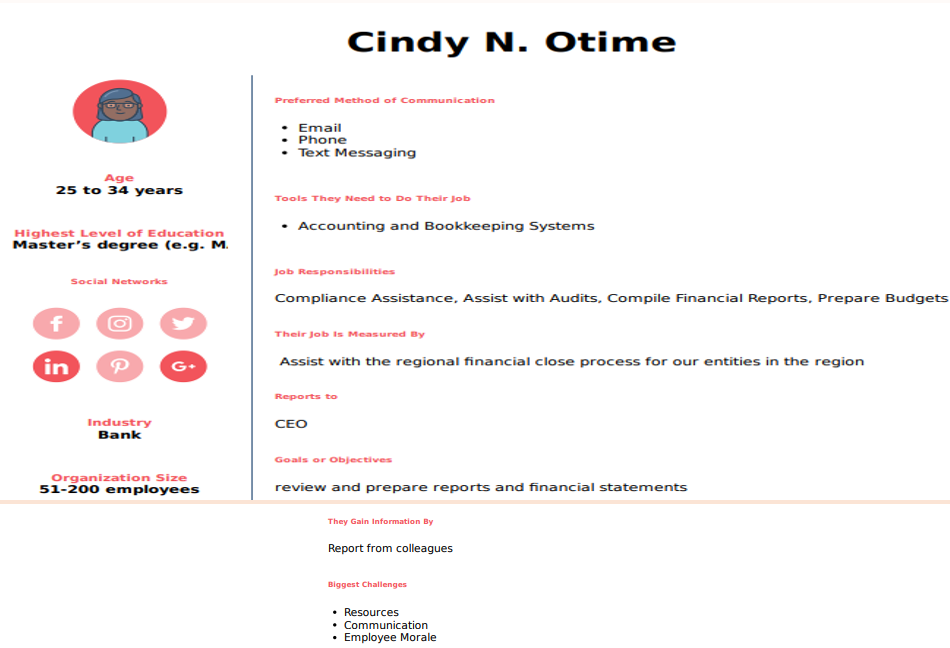 Cindy N. Otime
Age
25 to 34 years
Highest Level of Education
Master’s degree (e.g. M.
Social Networks
f
in
G+
Industry
Bank
Organization Size
51-200 employees
Preferred Method of Communication
• Email
• Phone
• Text Messaging
Tools They Need to Do Their Job
• Accounting and Bookkeeping Systems
Job Responsibilities
Compliance Assistance, Assist with Audits, Compile Financial Reports, Prepare Budgets
Their Job Is Measured By
Assist with the regional financial close process for our entities in the region
Reports to
CEO
Goals or Objectives
review and prepare reports and financial statements
They Gain Information By
Report from colleagues
Biggest Challenges
• Resources
• Communication
• Employee Morale